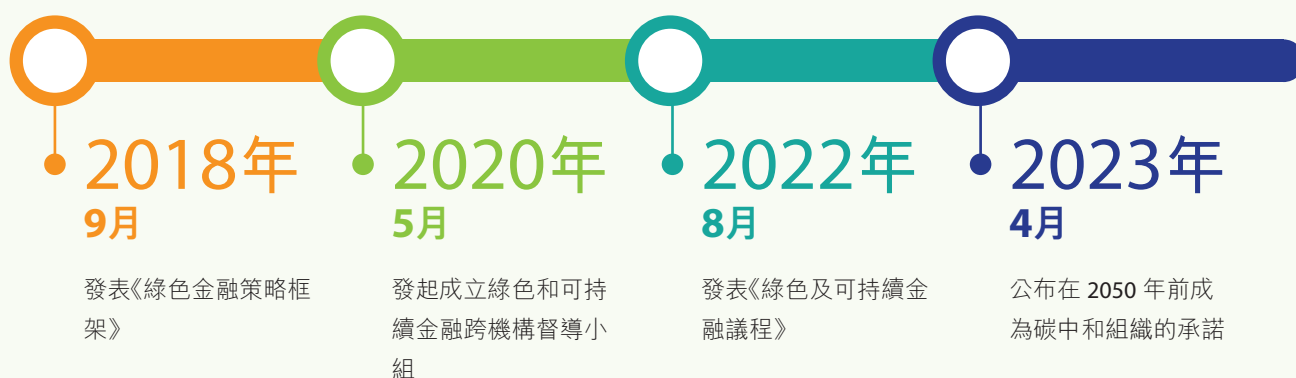 2018年
9月
發表《綠色金融策略框
架》
2020年
5月
發起成立綠色和可持
續金融跨機構督導小
組
2022年
8月
發表《綠色及可持續金
融議程》
2023年
4月
公布在 2050 年前成
為碳中和組織的承諾